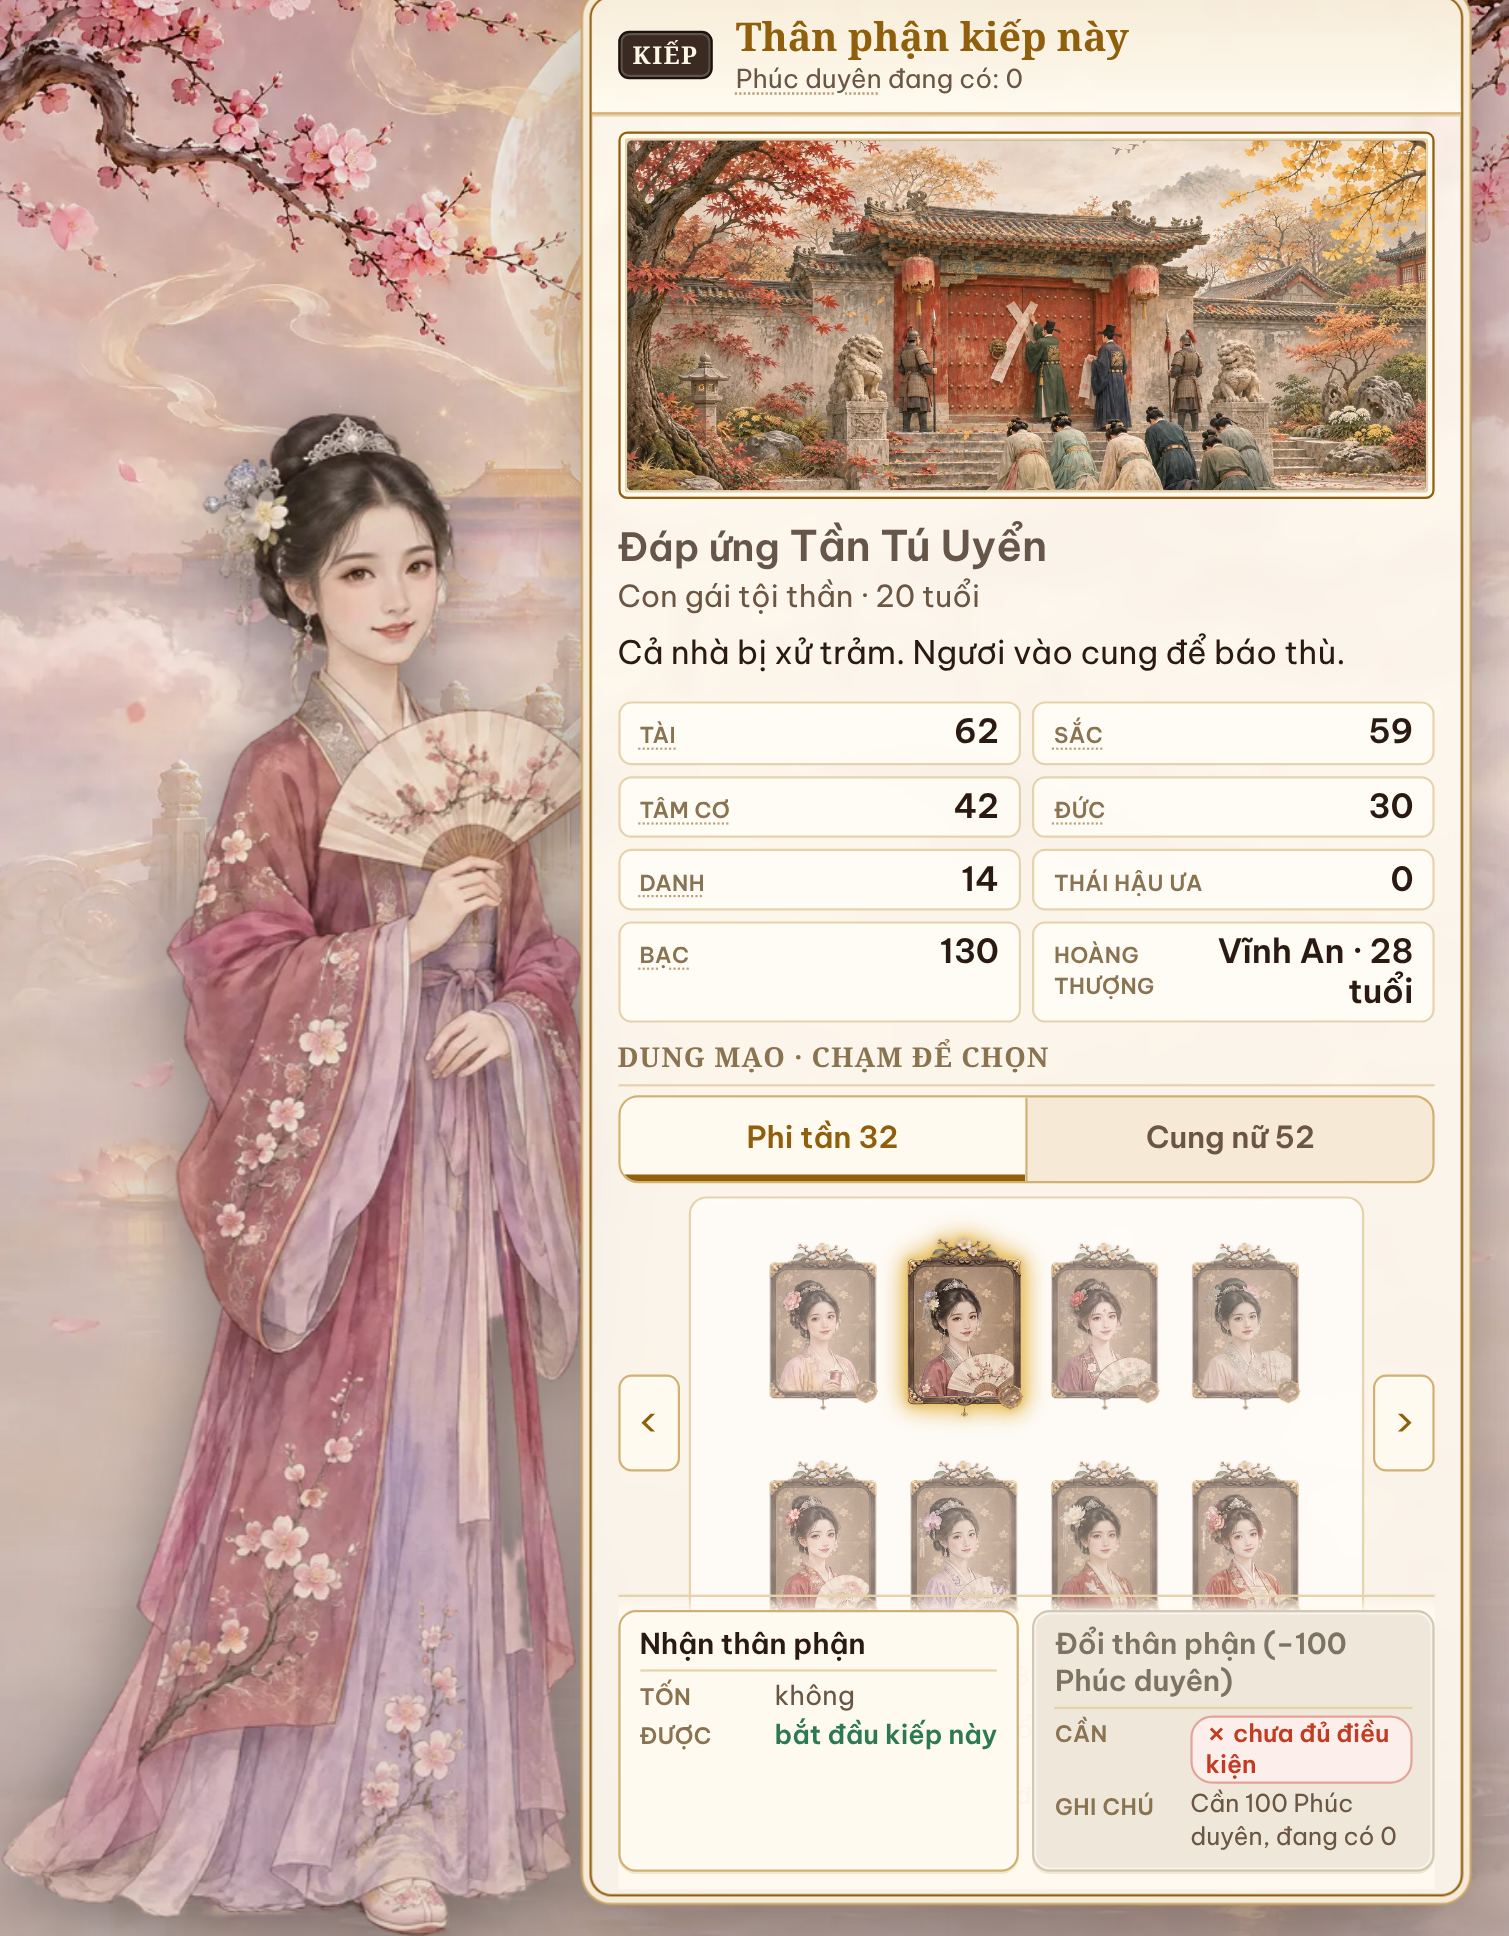 KIẾP
Thân phận kiếp này
Phúc duyên đang có: 0
Đáp ứng Tần Tú Uyển
Con gái tội thần · 20 tuổi
Cả nhà bị xử trảm. Ngươi vào cung để báo thù.
TÀI 62
SẮC 59
TÂM CƠ 42
ĐỨC 30
DANH 14
THÁI HẬU ƯA 0
BẠC 130
HOÀNG THƯỢNG
Vĩnh An · 28 tuổi
DUNG MẠO · CHẠM ĐỂ CHỌN
Phi tần 32
Cung nữ 52
Nhận thân phận
TỐN không
ĐƯỢC bắt đầu kiếp này
Đổi thân phận (-100
Phúc duyên)
CẦN × chưa đủ điều
kiện
GHI CHÚ Cần 100 Phúc
duyên, đang có 0